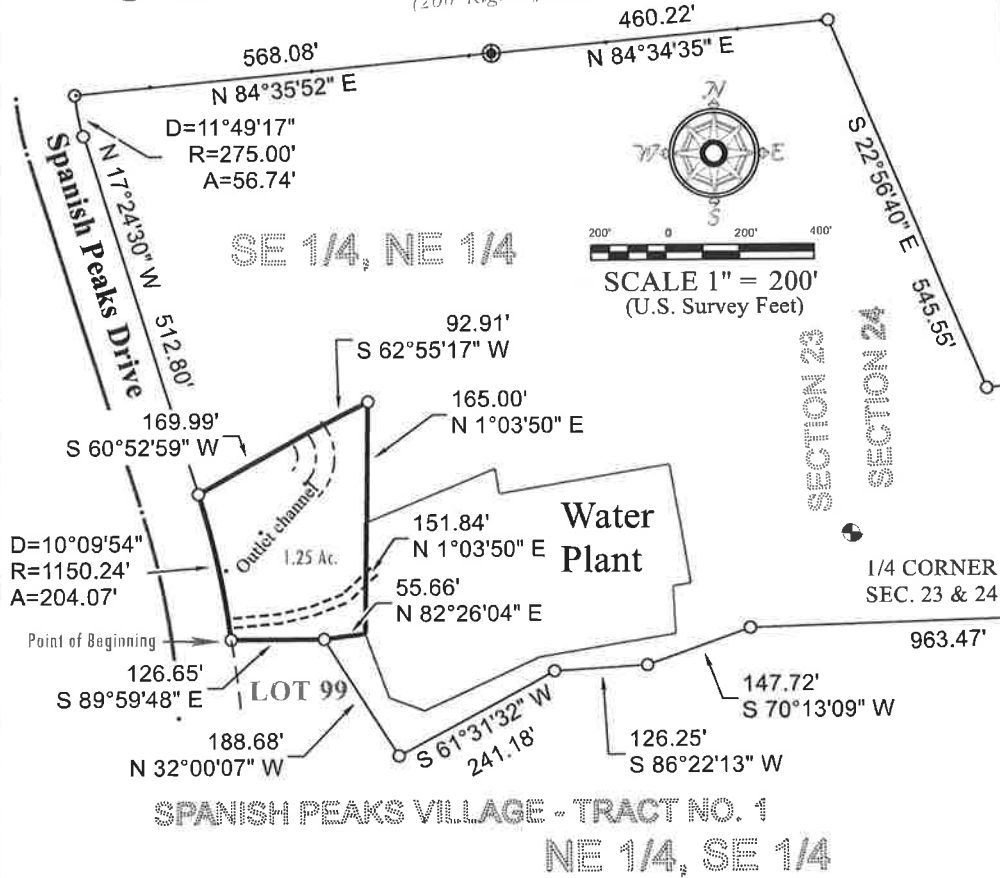 460.22'
568.08'
N 84°34'35" E
N 84°35'52" E
D=11°49'17"
R=275.00'
A=56.74'
N
W
E
S
Spanish Peaks Drive
N 17°24'30" W 512.80'
S 22°56'40" E 545.55'
SE 1/4, NE 1/4
200' 0 200' 400'
SCALE 1" = 200'
(U.S. Survey Feet)
SECTION 23
SECTION 24
92.91'
S 62°55'17" W
165.00'
N 1°03'50" E
169.99'
S 60°52'59" W
Outlet channel
1.25 Ac.
151.84'
N 1°03'50" E
Water
Plant
D=10°09'54"
R=1150.24'
A=204.07'
55.66'
N 82°26'04" E
1/4 CORNER
SEC. 23 & 24
Point of Beginning
963.47'
126.65'
S 89°59'48" E
LOT 99
147.72'
S 70°13'09" W
188.68'
N 32°00'07" W
S 61°31'32" W
241.18'
126.25'
S 86°22'13" W
SPANISH PEAKS VILLAGE - TRACT NO. 1
NE 1/4, SE 1/4